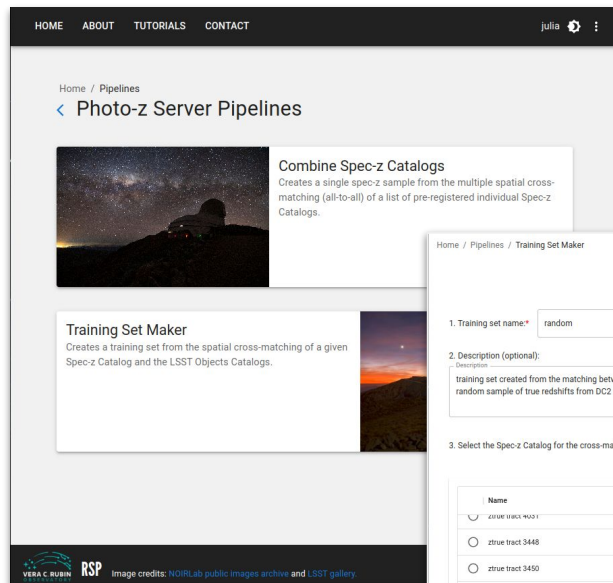 HOME ABOUT TUTORIALS CONTACT julia
Home / Pipelines
Photo-z Server Pipelines
Combine Spec-z Catalogs
Creates a single spec-z sample from the multiple spatial cross-
matching (all-to-all) of a list of pre-registered individual Spec-z
Catalogs.
Training Set Maker
Creates a training set from the spatial cross-matching of a given
Spec-z Catalog and the LSST Objects Catalogs.
Home / Pipelines / Training Set Maker
1. Training set name:* random
2. Description (optional):
Description
training set created from the matching
random sample of true redshifts from DC2
3. Select the Spec-z Catalog for the
Name
ztrue tract 4031
ztrue tract 3448
ztrue tract 3450
VERA C. RUBIN
OBSERVATORY
RSP
Image credits: NOIRLab public images archive and LSST gallery.